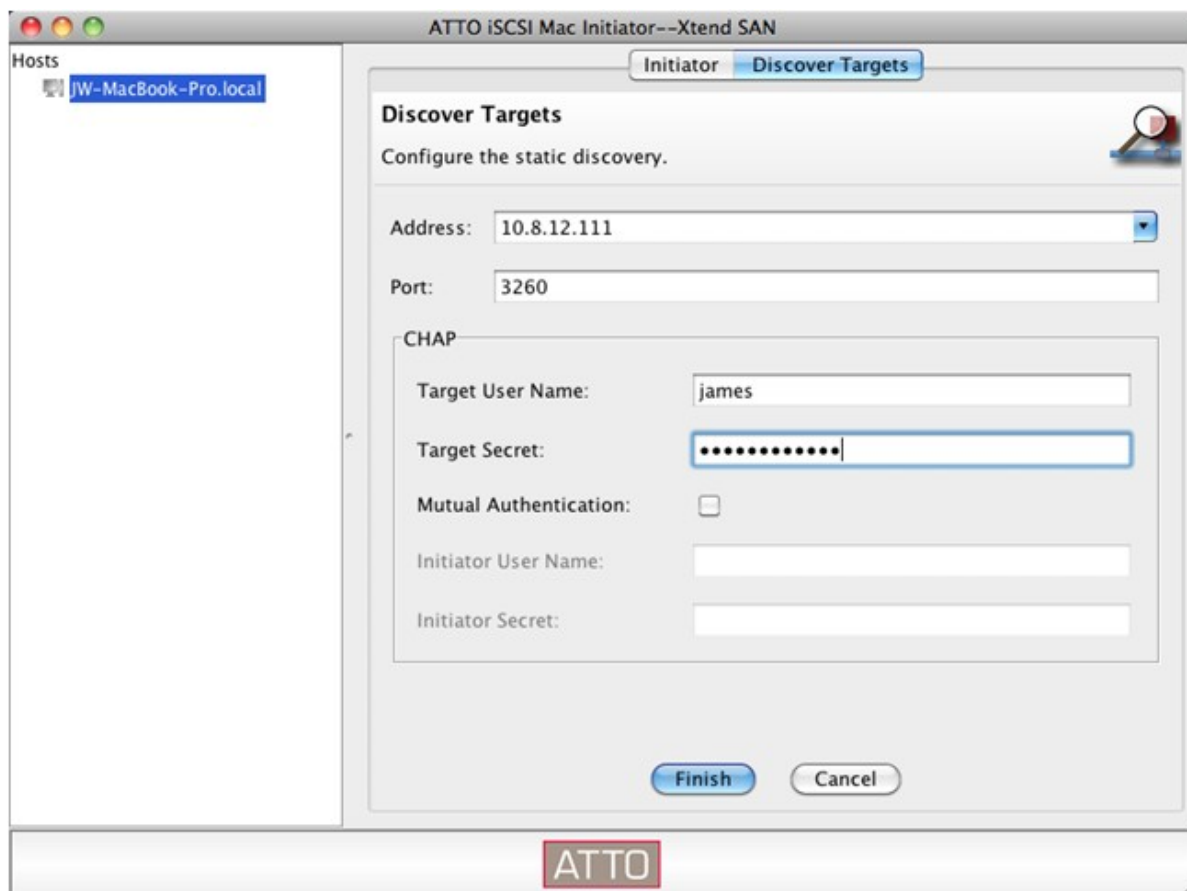 ATTO iSCSI Mac Initiator--Xtend SAN
Hosts
JW-MacBook-Pro.local
Initiator
Discover Targets
Discover Targets
Configure the static discovery.
Address: 10.8.12.111
Port: 3260
CHAP
Target User Name: james
Target Secret: ••••••••••••
Mutual Authentication:
Initiator User Name:
Initiator Secret:
Finish
Cancel
ATTO